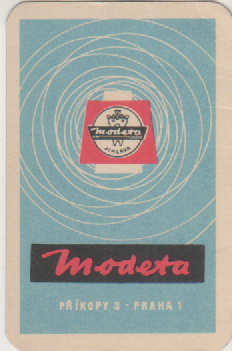 modeta
JIHLAVA
modeta
PŘÍKOPY 3 - PRAHA 1